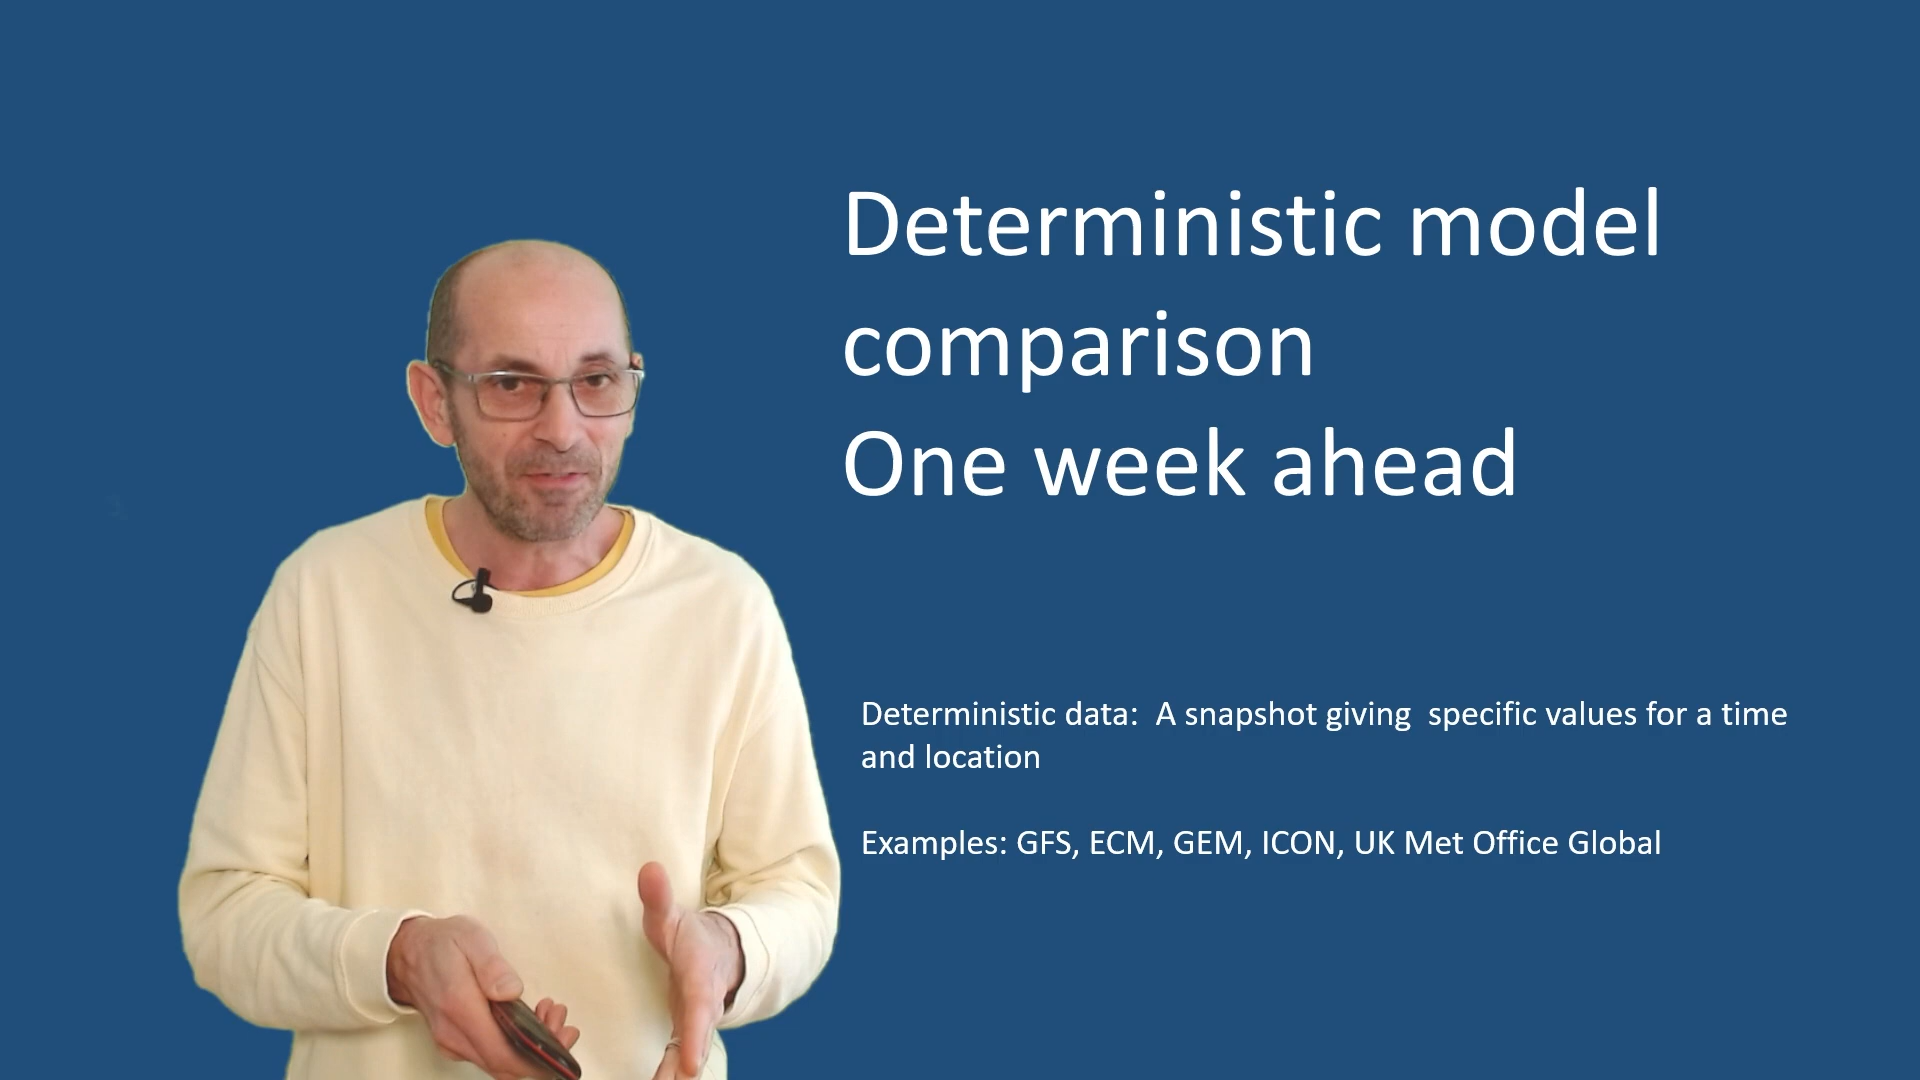 Deterministic model
comparison
One week ahead
Deterministic data:  A snapshot giving  specific values for a time
and location
Examples: GFS, ECM, GEM, ICON, UK Met Office Global